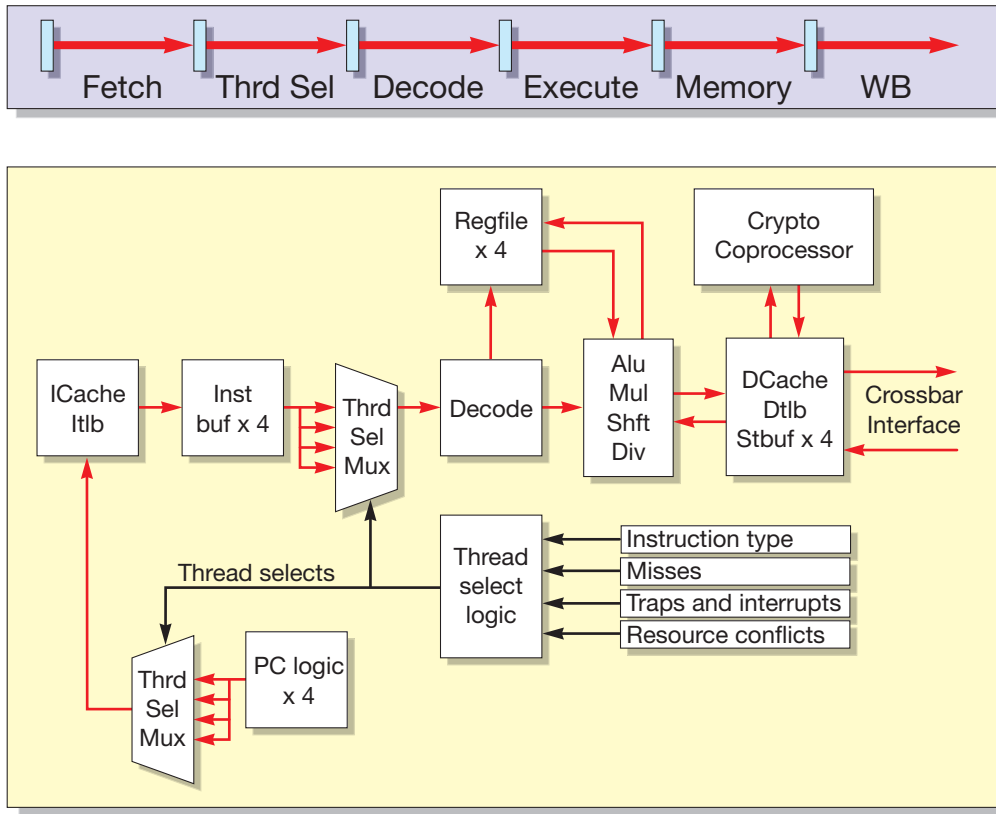 Fetch Thrd Sel Decode Execute Memory WB
Regfile
x 4
Crypto
Coprocessor
ICache
Itlb
Inst
buf x 4
Thrd
Sel
Mux
Decode
Alu
Mul
Shft
Div
DCache
Dtlb
Stbuf x 4
Crossbar
Interface
Thread selects
Thread
select
logic
Instruction type
Misses
Traps and interrupts
Resource conflicts
Thrd
Sel
Mux
PC logic
x 4